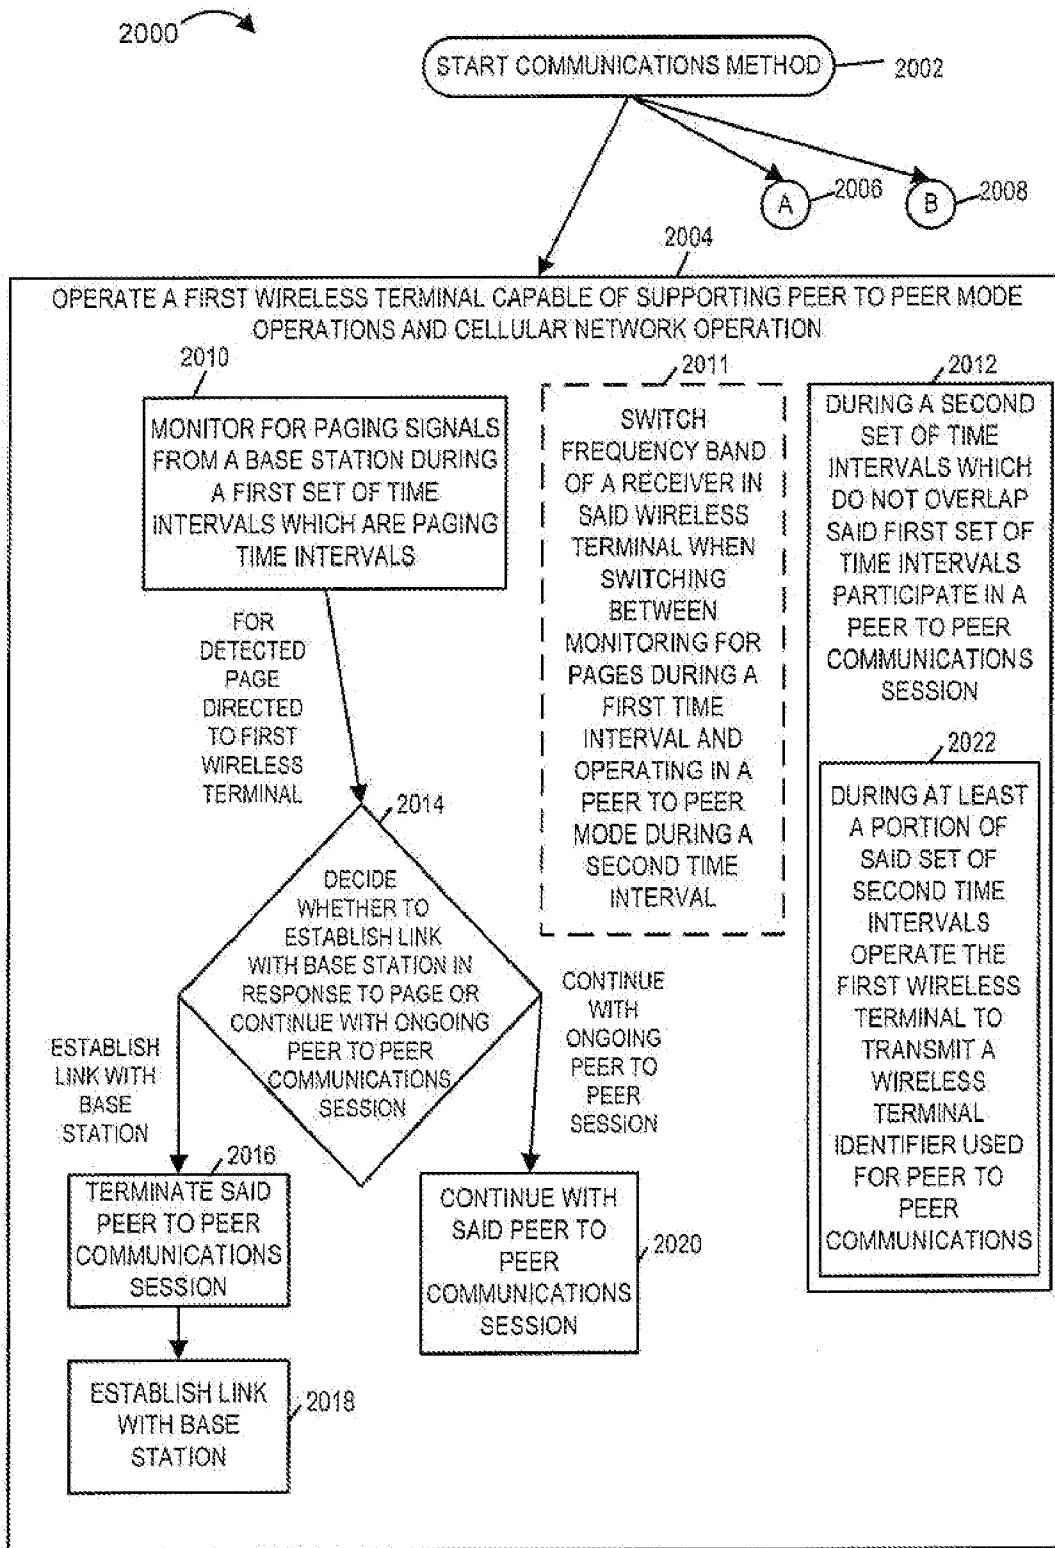 2000
START COMMUNICATIONS METHOD
2002
A
2006
B
2008
2004
OPERATE A FIRST WIRELESS TERMINAL CAPABLE OF SUPPORTING PEER TO PEER MODE
OPERATIONS AND CELLULAR NETWORK OPERATION
2010
MONITOR FOR PAGING SIGNALS
FROM A BASE STATION DURING
A FIRST SET OF TIME
INTERVALS WHICH ARE PAGING
TIME INTERVALS
FOR
DETECTED
PAGE
DIRECTED
TO FIRST
WIRELESS
TERMINAL
2011
SWITCH
FREQUENCY BAND
OF A RECEIVER IN
SAID WIRELESS
TERMINAL WHEN
SWITCHING
BETWEEN
MONITORING FOR
PAGES DURING A
FIRST TIME
INTERVAL AND
OPERATING IN A
PEER TO PEER
MODE DURING A
SECOND TIME
INTERVAL
2012
DURING A SECOND
SET OF TIME
INTERVALS WHICH
DO NOT OVERLAP
SAID FIRST SET OF
TIME INTERVALS
PARTICIPATE IN A
PEER TO PEER
COMMUNICATIONS
SESSION
2022
DURING AT LEAST
A PORTION OF
SAID SET OF
SECOND TIME
INTERVALS
OPERATE THE
FIRST WIRELESS
TERMINAL TO
TRANSMIT A
WIRELESS
TERMINAL
IDENTIFIER USED
FOR PEER TO
PEER
COMMUNICATIONS
2014
DECIDE
WHETHER TO
ESTABLISH LINK
WITH BASE STATION IN
RESPONSE TO PAGE OR
CONTINUE WITH ONGOING
PEER TO PEER
COMMUNICATIONS
SESSION
ESTABLISH
LINK WITH
BASE
STATION
CONTINUE
WITH
ONGOING
PEER TO
PEER
SESSION
2016
TERMINATE SAID
PEER TO PEER
COMMUNICATIONS
SESSION
CONTINUE WITH
SAID PEER TO
PEER
COMMUNICATIONS
SESSION
2020
ESTABLISH LINK
WITH BASE
STATION
2018